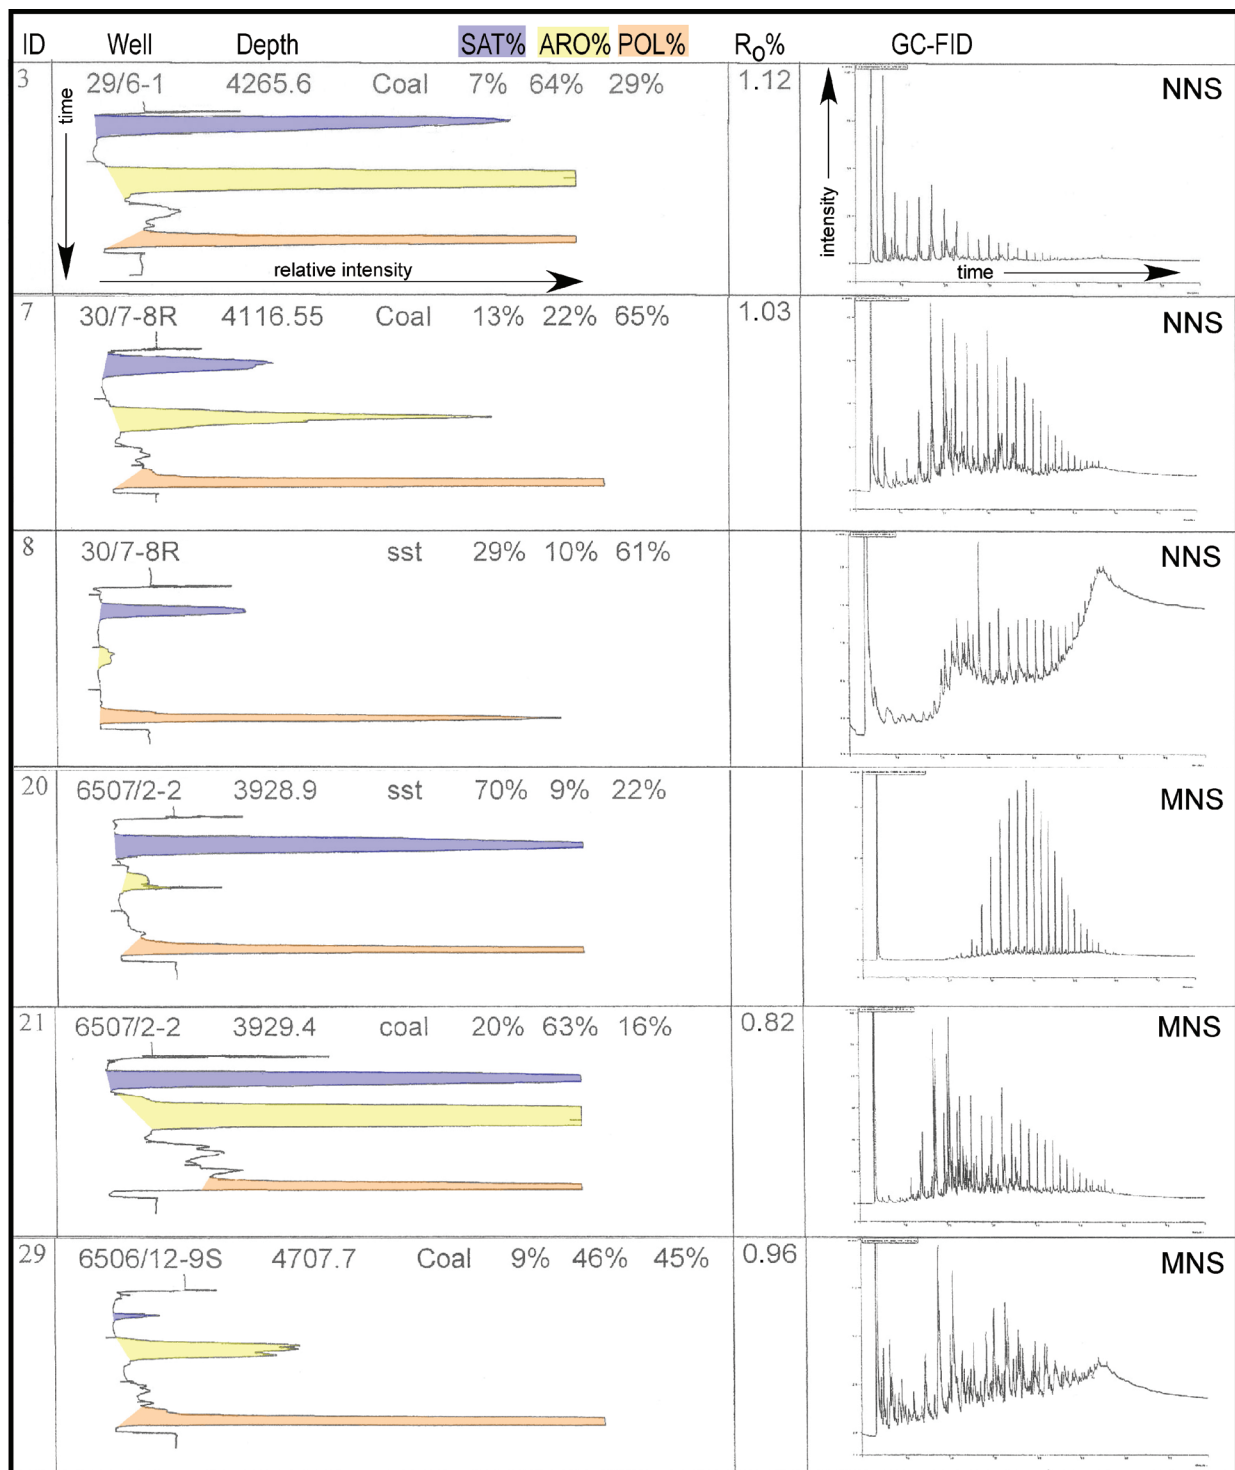 ID Well Depth SAT% ARO% POL% Ro% GC-FID
3 29/6-1 4265.6 Coal 7% 64% 29% 1.12 NNS
time
relative intensity
intensity
time
7 30/7-8R 4116.55 Coal 13% 22% 65% 1.03 NNS
8 30/7-8R sst 29% 10% 61% NNS
20 6507/2-2 3928.9 sst 70% 9% 22% MNS
21 6507/2-2 3929.4 coal 20% 63% 16% 0.82 MNS
29 6506/12-9S 4707.7 Coal 9% 46% 45% 0.96 MNS